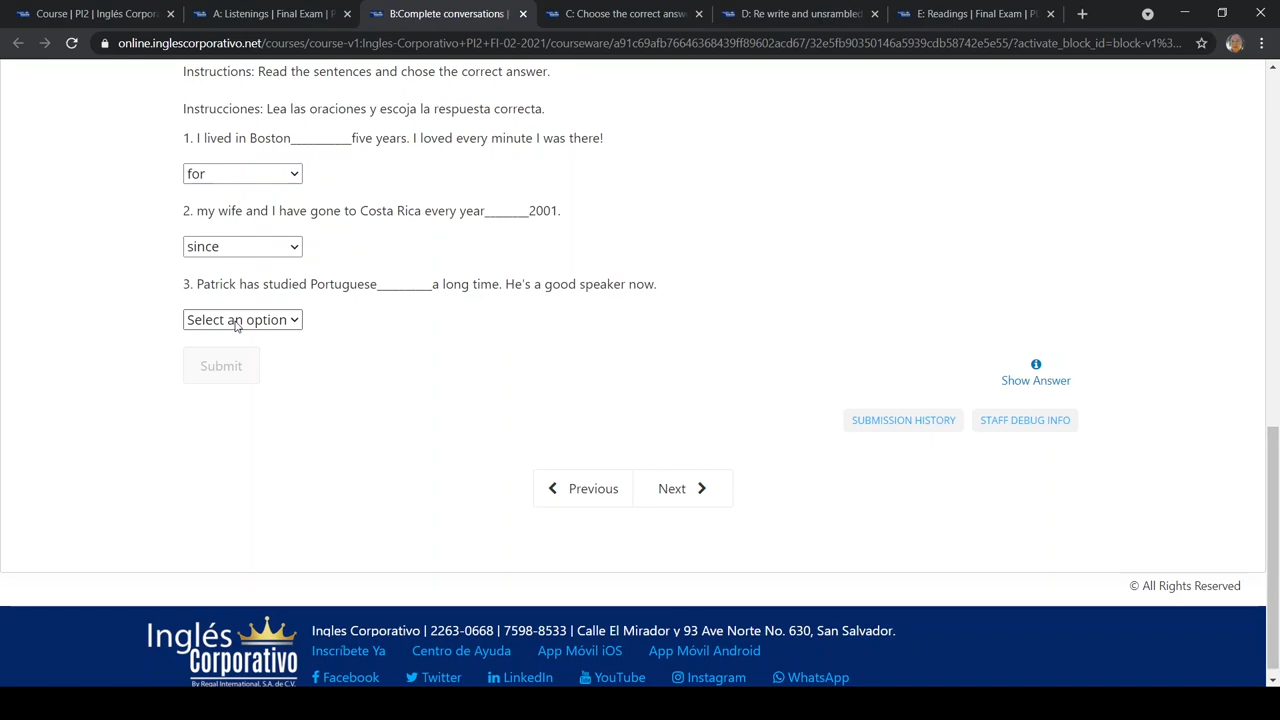 Course | PI2 | Inglés Corpora
A: Listenings | Final Exam | P
B:Complete conversations |
C: Choose the correct answe
D: Re write and unsrambled
E: Readings | Final Exam | P
online.inglescorporativo.net/courses/course-v1:Ingles-Corporativo+PI2+FI-02-2021/courseware/a91c69afb76646368439ff89602acd67/32e5fb90350146a5939cdb58742e5e55/?activate_block_id=block-v1%3...
Instructions: Read the sentences and chose the correct answer.
Instrucciones: Lea las oraciones y escoja la respuesta correcta.
1. I lived in Boston__________five years. I loved every minute I was there!
for
2. my wife and I have gone to Costa Rica every year_______2001.
since
3. Patrick has studied Portuguese_________a long time. He's a good speaker now.
Select an option
Submit
Show Answer
SUBMISSION HISTORY
STAFF DEBUG INFO
Previous
Next
© All Rights Reserved
Inglés
Corporativo
By Regal International, S.A. de C.V.
Ingles Corporativo | 2263-0668 | 7598-8533 | Calle El Mirador y 93 Ave Norte No. 630, San Salvador.
Inscríbete Ya Centro de Ayuda App Móvil iOS App Móvil Android
Facebook Twitter LinkedIn YouTube Instagram WhatsApp